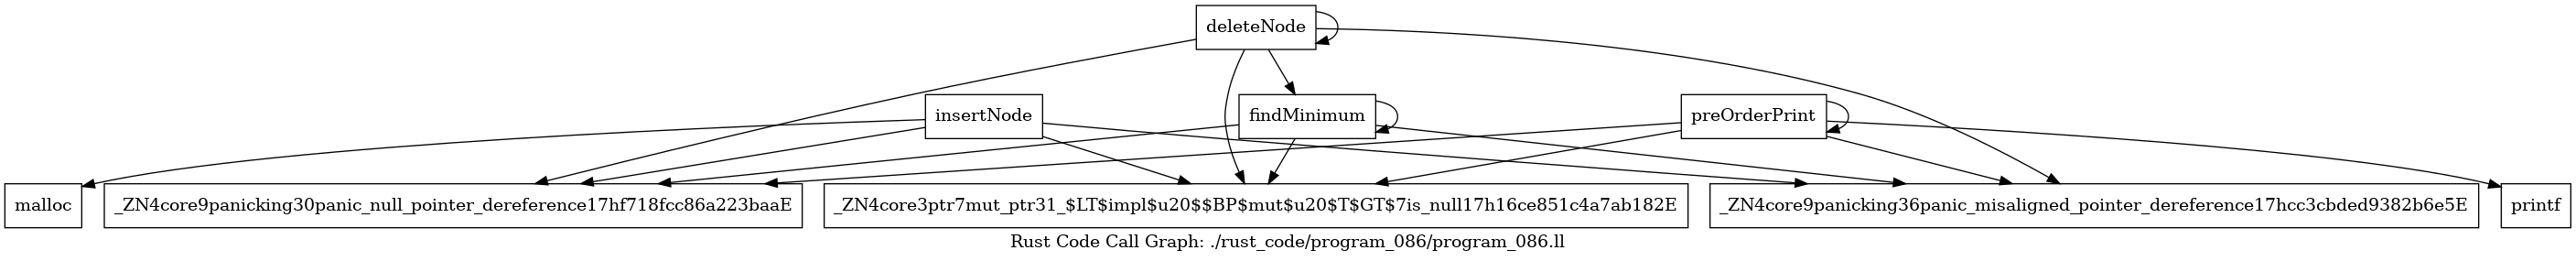 deleteNode
insertNode
findMinimum
preOrderPrint
malloc
_ZN4core9panicking30panic_null_pointer_dereference17hf718fcc86a223baaE
_ZN4core3ptr7mut_ptr31_$LT$impl$u20$$BP$mut$u20$T$GT$7is_null17h16ce851c4a7ab182E
_ZN4core9panicking36panic_misaligned_pointer_dereference17hcc3cbded9382b6e5E
printf
Rust Code Call Graph: ./rust_code/program_086/program_086.ll